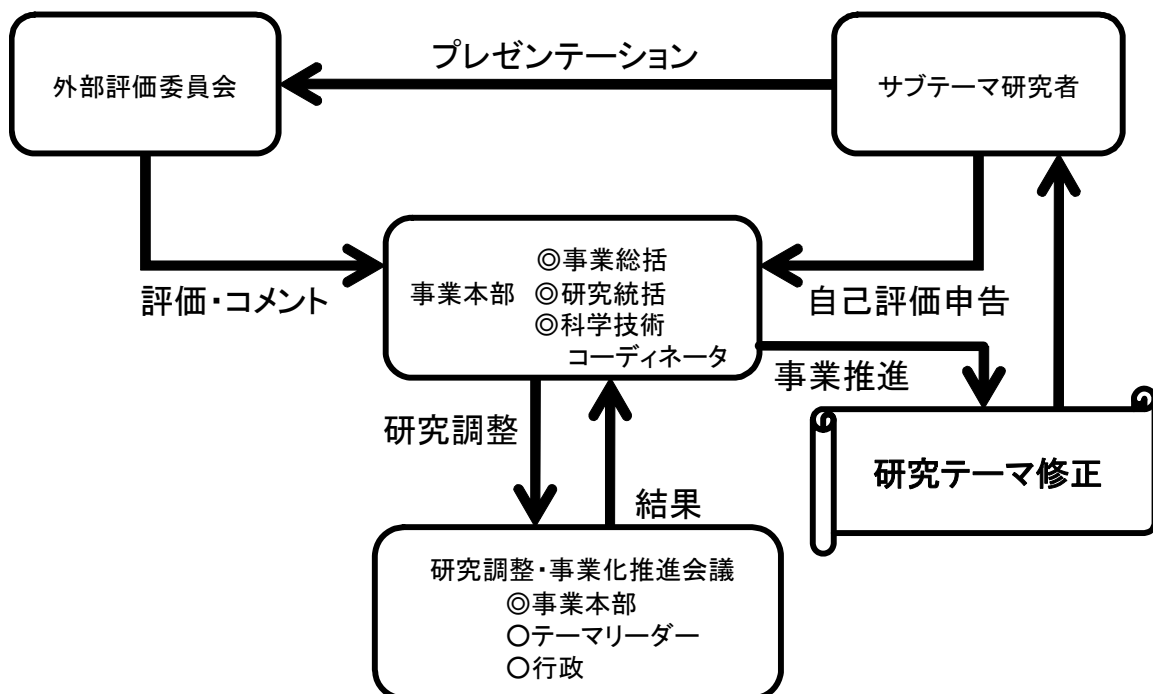 プレゼンテーション
外部評価委員会
サブテーマ研究者
◎事業総括
事業本部 ◎研究統括
◎科学技術
コーディネータ
評価・コメント
自己評価申告
事業推進
研究調整
研究テーマ修正
結果
研究調整・事業化推進会議
◎事業本部
○テーマリーダー
○行政